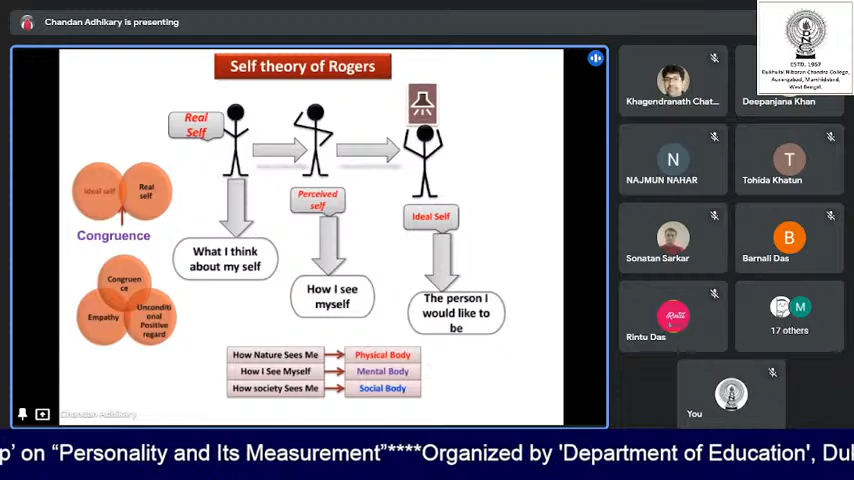 Chandan Adhikary is presenting
ESTD. 1967
Dukhulal Nibaran Chandra College,
Aurangabad, Murshidabad,
West Bengal.
Self theory of Rogers
Real
Self
Perceived
self
Ideal Self
Ideal self
Real
self
Congruence
What I think
about my self
How I see
myself
The person I
would like to
be
Congruen
ce
Empathy
Unconditi
onal
Positive
regard
How Nature Sees Me
Physical Body
How I See Myself
Mental Body
How society Sees Me
Social Body
Chandan Adhikary
Khagendranath Chat...
Deepanjana Khan
N
NAJMUN NAHAR
T
Tohida Khatun
Sonatan Sarkar
B
Barnali Das
Rintu Das
M
17 others
You
p' on “Personality and Its Measurement”****Organized by 'Department of Education', Dul